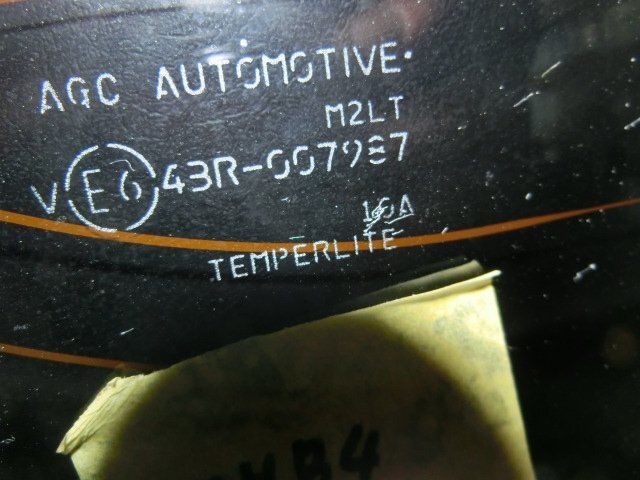 AGC AUTOMOTIVE
M2LT
V E6 43R-007987
TEMPERLITE